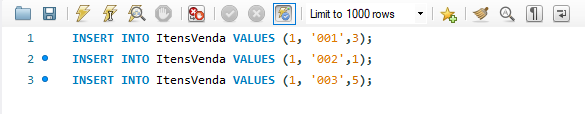 Limit to 1000 rows
1 INSERT INTO ItensVenda VALUES (1, '001',3);
2 INSERT INTO ItensVenda VALUES (1, '002',1);
3 INSERT INTO ItensVenda VALUES (1, '003',5);